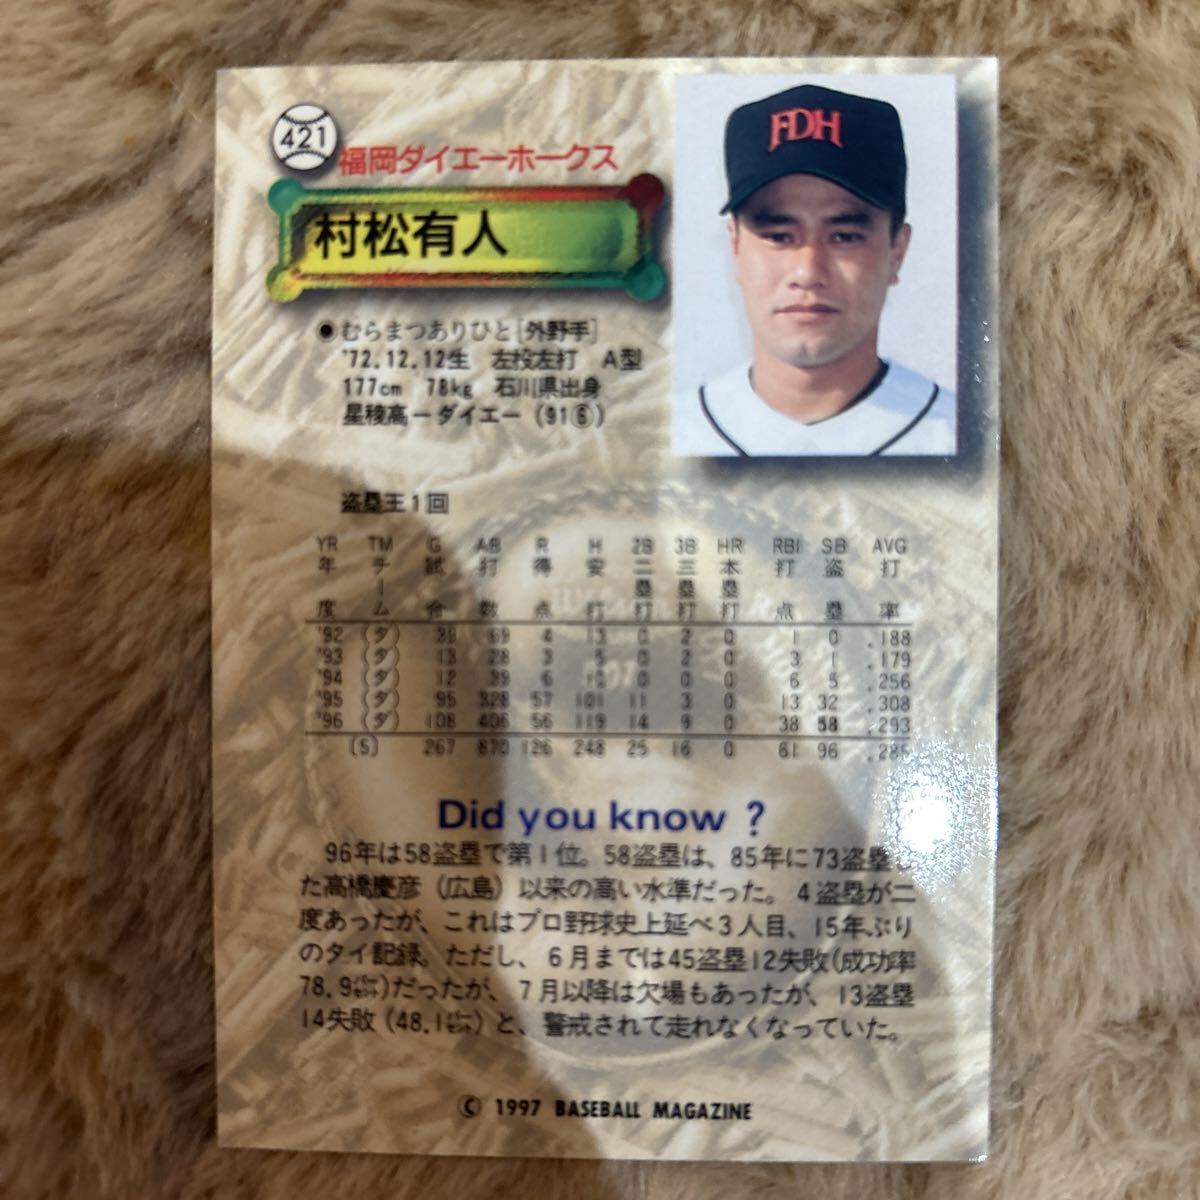 421
福岡ダイエーホークス
村松有人
FDH
●むらまつありひと[外野手]
'72.12.12生 左投左打 A型
177cm 78kg 石川県出身
星稜高ーダイエー(91⑥)
盗塁王1回
YR TM G AB R H 2B 3B HR RBI SB AVG
年度 チーム 試合 打数 得点 安打 二塁打 三塁打 本塁打 打点 盗塁 打率
'92 (ダ) 39 69 4 13 0 2 0 1 0 .188
'93 (ダ) 13 28 3 5 0 2 0 3 1 .179
'94 (ダ) 12 39 6 10 0 0 0 6 5 .256
'95 (ダ) 95 328 57 101 11 3 0 13 32 .308
'96 (ダ) 108 406 56 119 14 9 0 38 58 .293
(5) 267 870 126 248 25 16 0 61 96 .285
Did you know ?
96年は58盗塁で第1位。58盗塁は、85年に73盗塁し
た高橋慶彦(広島)以来の高い水準だった。4盗塁が二
度あったが、これはプロ野球史上延べ3人目、15年ぶり
のタイ記録。ただし、6月までは45盗塁12失敗(成功率
78.9㌫)だったが、7月以降は欠場もあったが、13盗塁
14失敗(48.1㌫)と、警戒されて走れなくなっていた。
© 1997 BASEBALL MAGAZINE